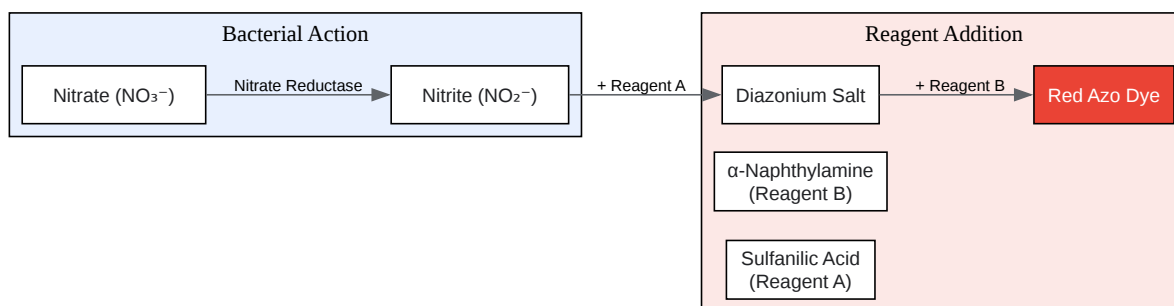 Bacterial Action
Reagent Addition
Nitrate (NO₃⁻)
Nitrate Reductase
Nitrite (NO₂⁻)
+ Reagent A
Diazonium Salt
+ Reagent B
Red Azo Dye
α-Naphthylamine
(Reagent B)
Sulfanilic Acid
(Reagent A)